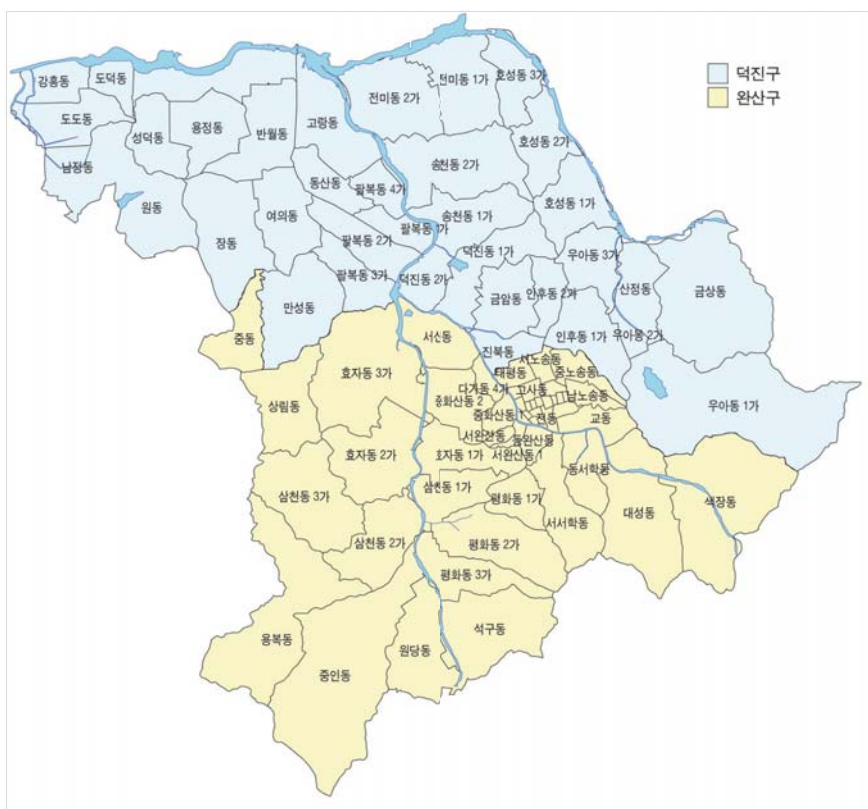 덕진구
완산구
강흥동
도덕동
전미동 1가
호성동 3가
전미동 2가
도도동
성덕동
용정동
반월동
고랑동
호성동 2가
남장동
송천동 2가
동산동
팔복동 4가
원동
여의동
호성동 1가
장동
송천동 1가
팔복동 1가
팔복동 2가
덕진동 1가
우아동 3가
팔복동 3가
덕진동 2가
금암동
인후동 2가
산정동
금상동
만성동
중동
서신동
진북동
인후동 1가
우아동 2가
서노송동
태평동
중노송동
효자동 3가
다가동 4가
고사동
남노송동
우아동 1가
상림동
중화산동 2
중화산동 1
전동
교동
서완산동
동완산동
효자동 2가
효자동 1가
서완산동 1
동서학동
삼천동 3가
삼천동 1가
평화동 1가
서서학동
대성동
색장동
삼천동 2가
평화동 2가
평화동 3가
용복동
중인동
원당동
석구동